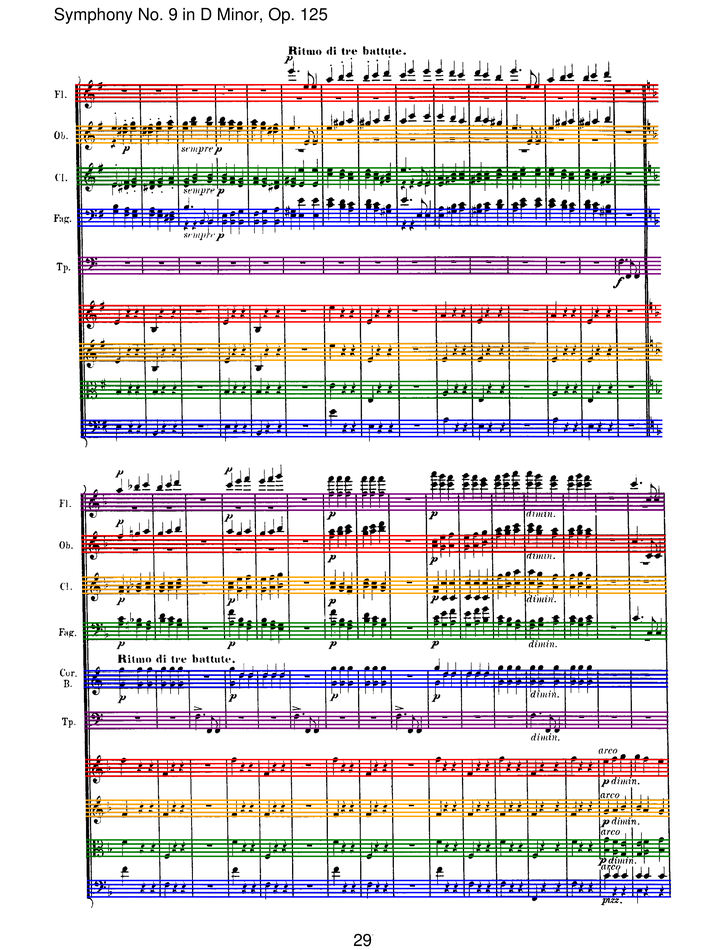 Symphony No. 9 in D Minor, Op. 125
Ritmo di tre battute.
p
Fl.
Ob.
p
sempre p
Cl.
sempre p
Fag.
sempre p
Tp.
f
p
p
Fl.
p
p
Ob.
p
p
p
p
dimin.
Cl.
p
p
p
p
dimin.
Fag.
p
p
p
p
dimin.
Ritmo di tre battute.
Cor.
B.
p
p
p
p
dimin.
Tp.
dimin.
arco
p dimin.
arco
p dimin.
arco
p dimin.
arco
pizz.
29